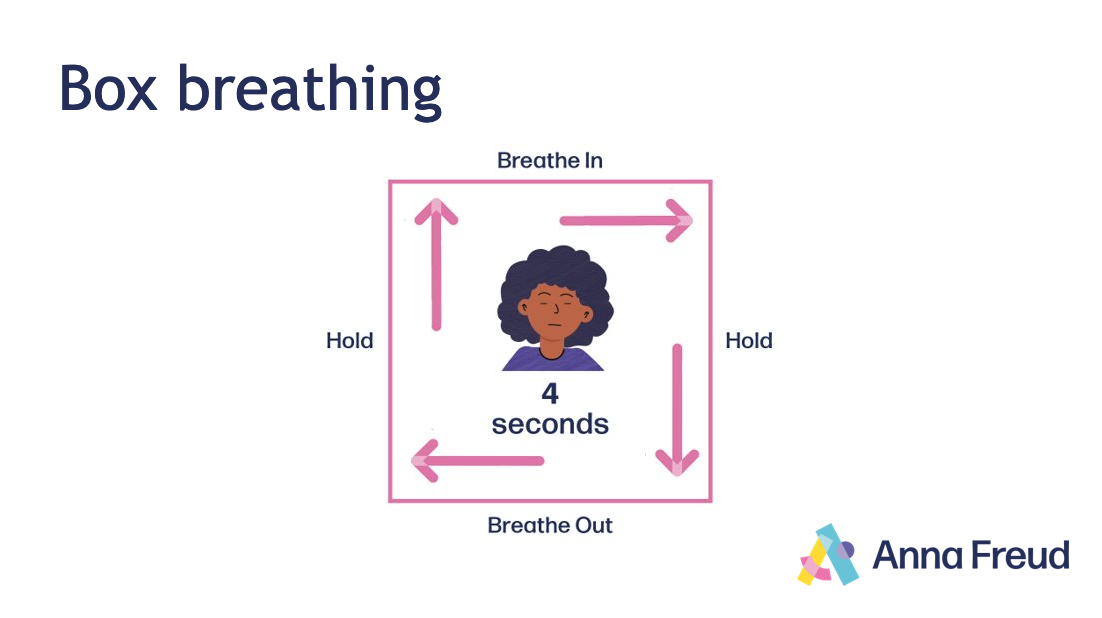 Box breathing
Breathe In
Hold
Hold
4
seconds
Breathe Out
Anna Freud